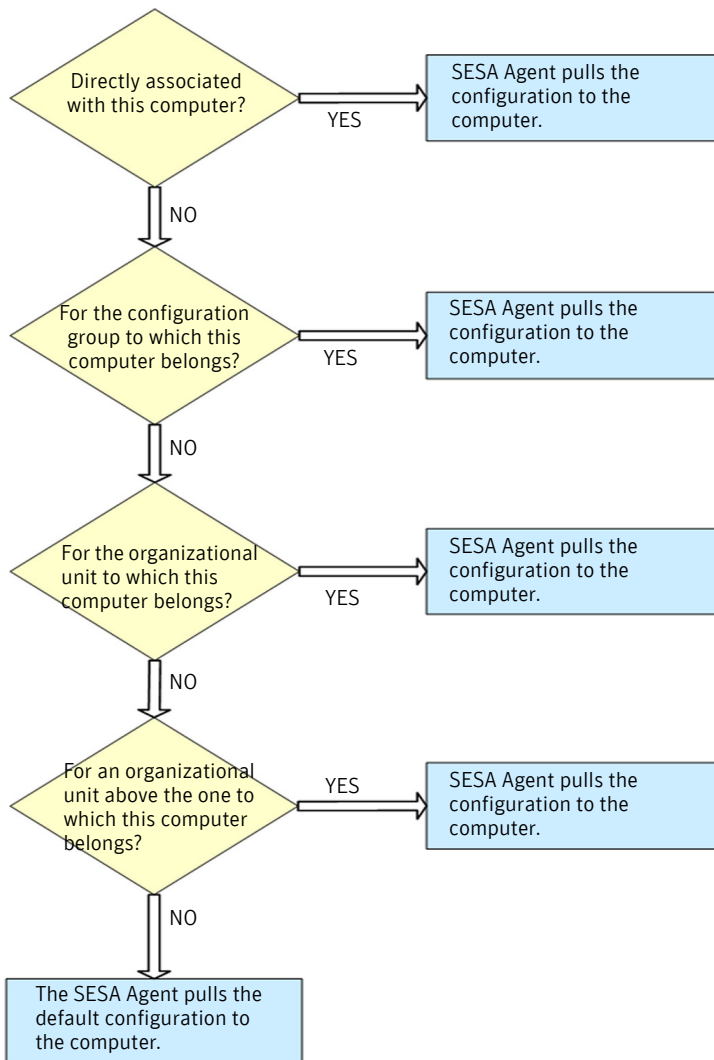 Directly associated
with this computer?
YES
SESA Agent pulls the
configuration to the
computer.
NO
For the configuration
group to which this
computer belongs?
YES
SESA Agent pulls the
configuration to the
computer.
NO
For the organizational
unit to which this
computer belongs?
YES
SESA Agent pulls the
configuration to the
computer.
NO
For an organizational
unit above the one to
which this computer
belongs?
YES
SESA Agent pulls the
configuration to the
computer.
NO
The SESA Agent pulls the
default configuration to
the computer.